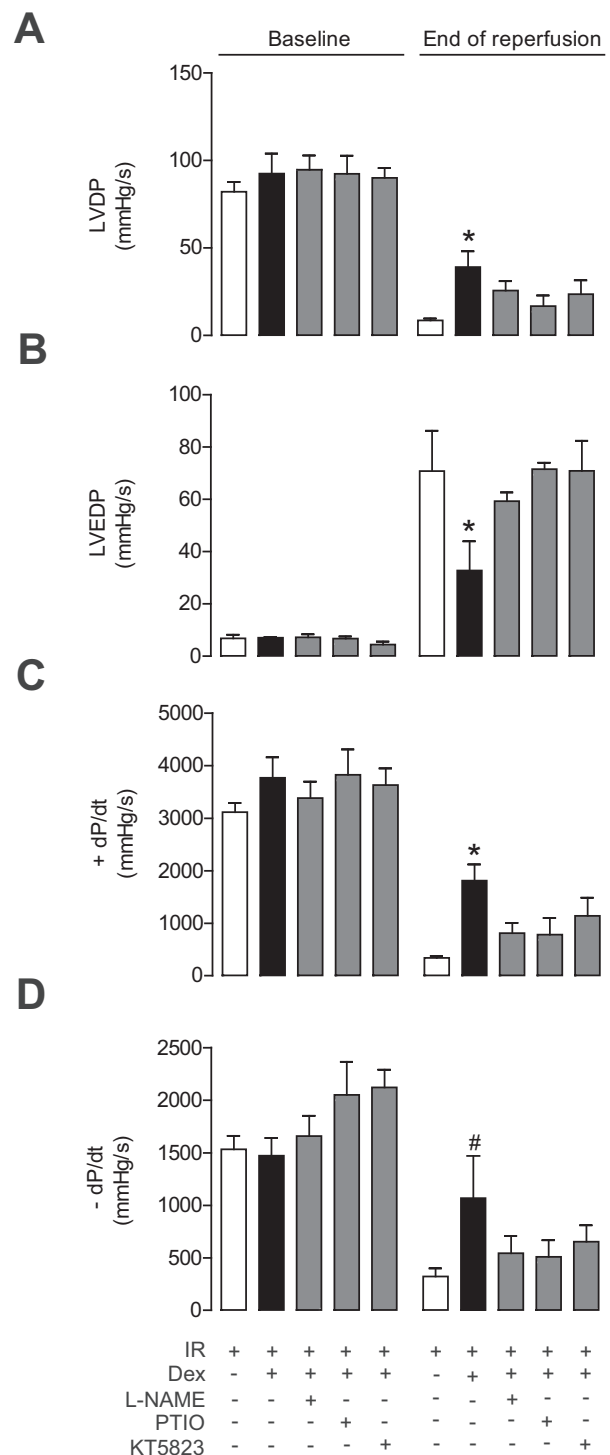 A
Baseline End of reperfusion
LVDP
(mmHg/s)
150
100
50
0
*
B
LVEDP
(mmHg/s)
100
80
60
40
20
0
*
C
+ dP/dt
(mmHg/s)
5000
4000
3000
2000
1000
0
*
D
- dP/dt
(mmHg/s)
2500
2000
1500
1000
500
0
#
IR + + + + + + + + + +
Dex - + + + + - + + + +
L-NAME - - + - - - - + - -
PTIO - - - + - - - - + -
KT5823 - - - - + - - - - +